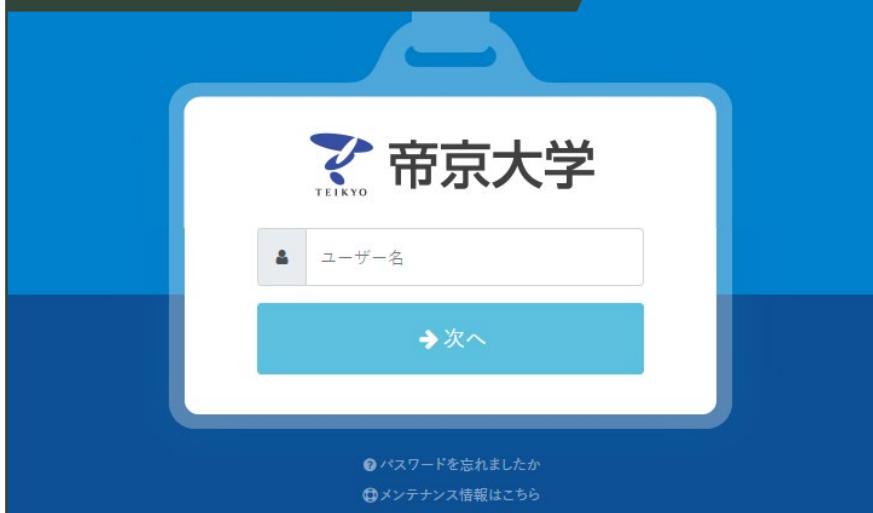 帝京大学
TEIKYO
ユーザー名
次へ
パスワードを忘れましたか
メンテナンス情報はこちら